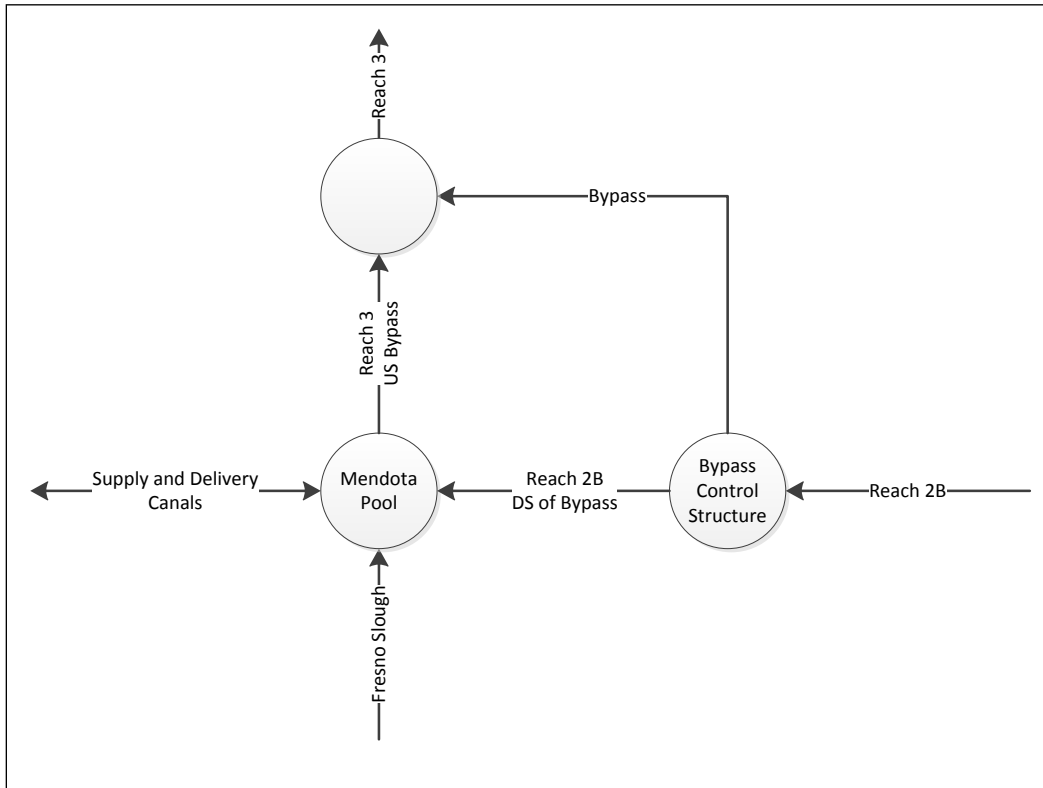 Reach 3
Bypass
Reach 3
US Bypass
Supply and Delivery
Canals
Mendota
Pool
Reach 2B
DS of Bypass
Bypass
Control
Structure
Reach 2B
Fresno Slough